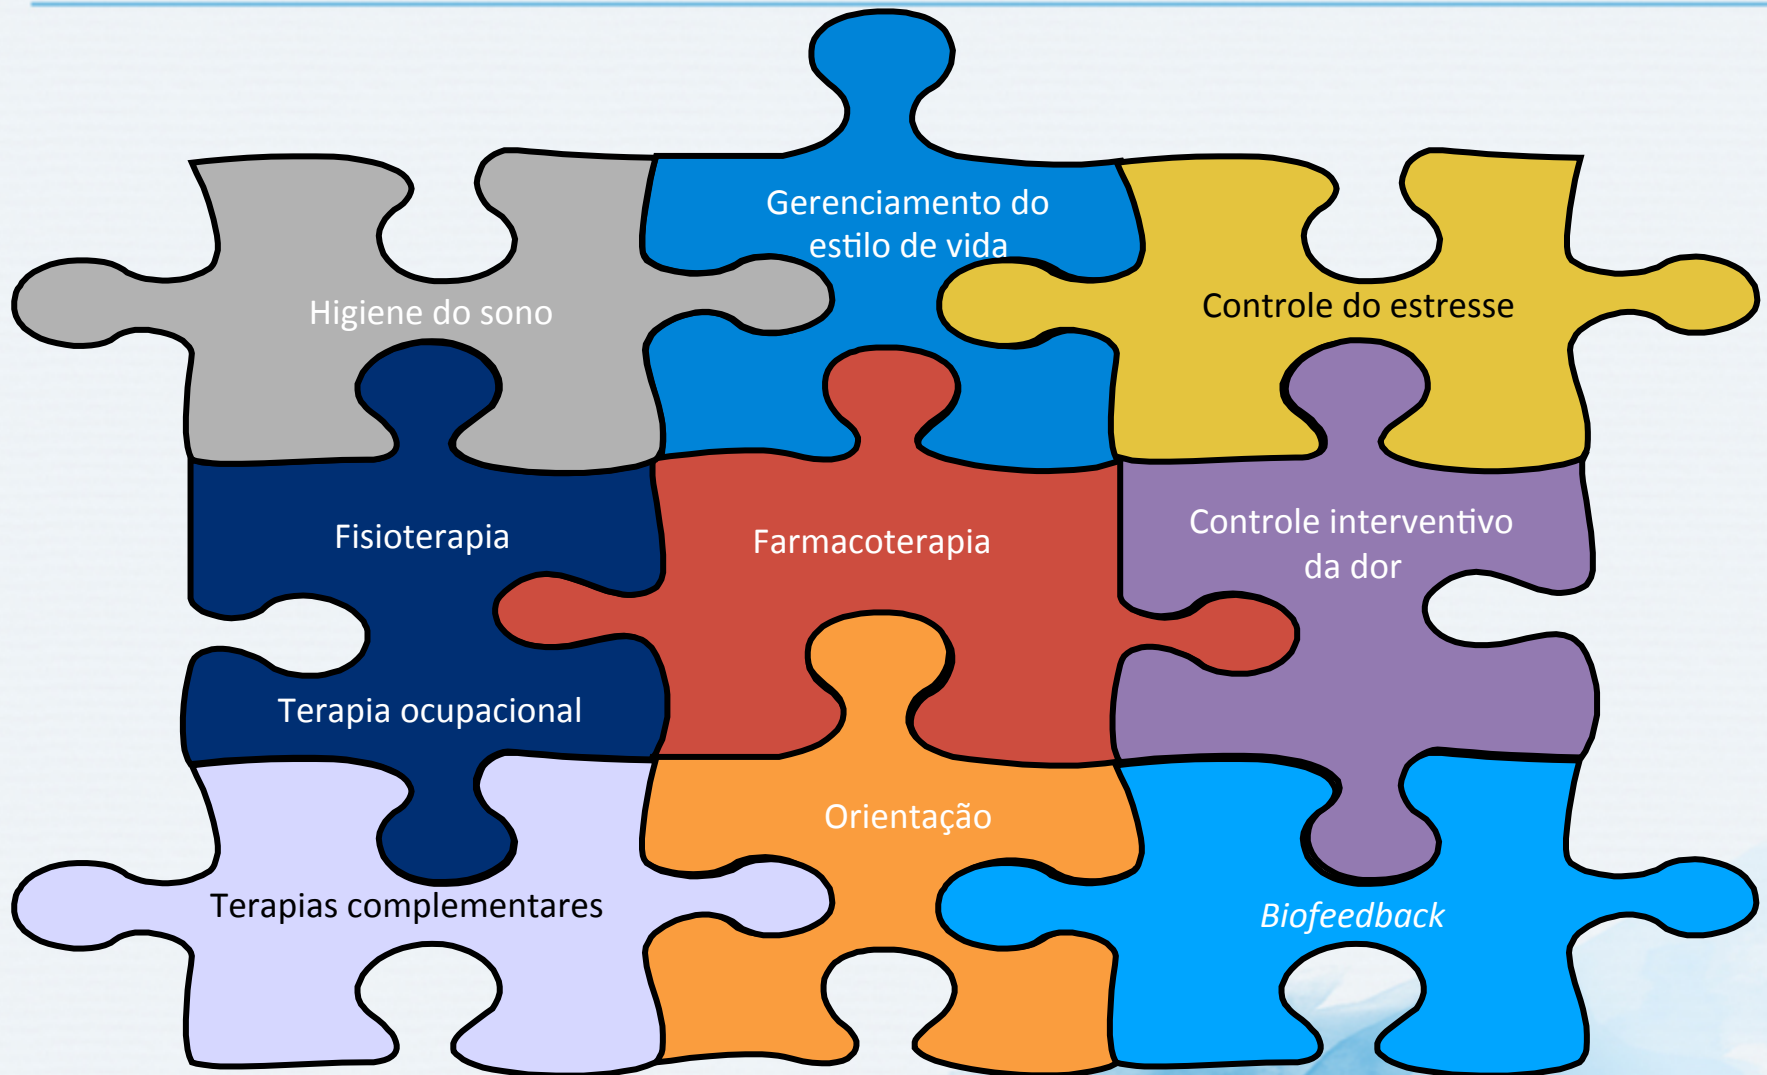 Gerenciamento do
estilo de vida
Higiene do sono
Controle do estresse
Fisioterapia
Farmacoterapia
Controle interventivo
da dor
Terapia ocupacional
Orientação
Terapias complementares
Biofeedback